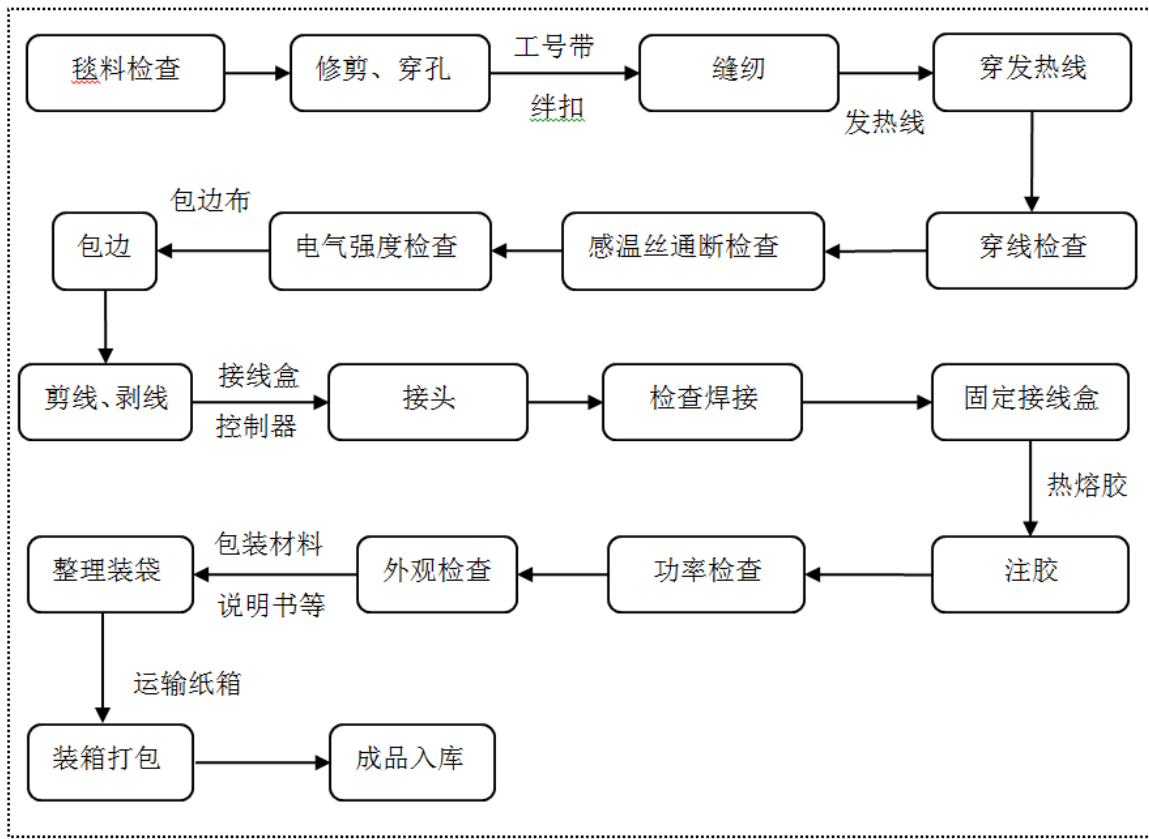 毯料检查
修剪、穿孔
工号带
绊扣
缝纫
发热线
穿发热线
穿线检查
感温丝通断检查
电气强度检查
包边布
包边
剪线、剥线
接线盒
控制器
接头
检查焊接
固定接线盒
热熔胶
注胶
功率检查
外观检查
包装材料
说明书等
整理装袋
运输纸箱
装箱打包
成品入库